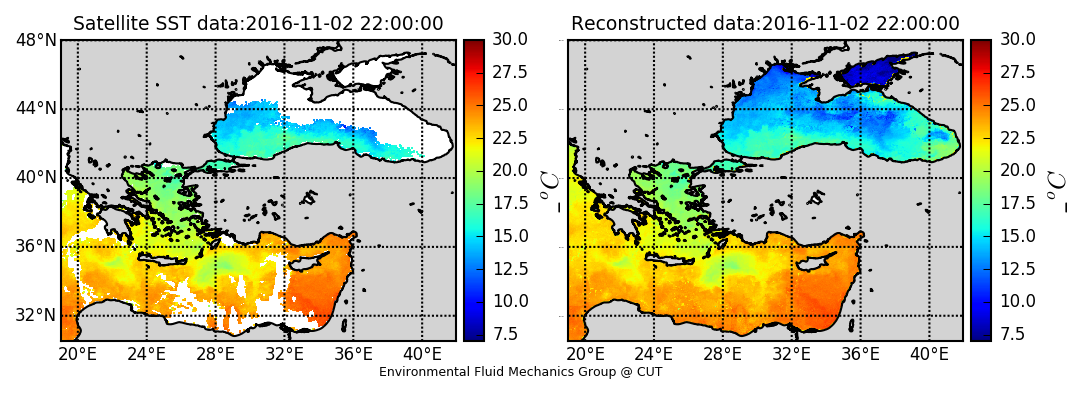 Satellite SST data:2016-11-02 22:00:00
Reconstructed data:2016-11-02 22:00:00
48°N
44°N
40°N
36°N
32°N
20°E 24°E 28°E 32°E 36°E 40°E
30.0
27.5
25.0
22.5
20.0
17.5
15.0
12.5
10.0
7.5
_ °C
20°E 24°E 28°E 32°E 36°E 40°E
30.0
27.5
25.0
22.5
20.0
17.5
15.0
12.5
10.0
7.5
_ °C
Environmental Fluid Mechanics Group @ CUT